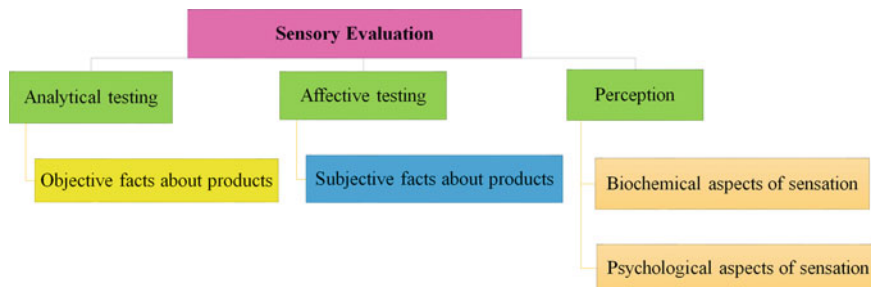 Sensory Evaluation
Analytical testing
Affective testing
Perception
Objective facts about products
Subjective facts about products
Biochemical aspects of sensation
Psychological aspects of sensation